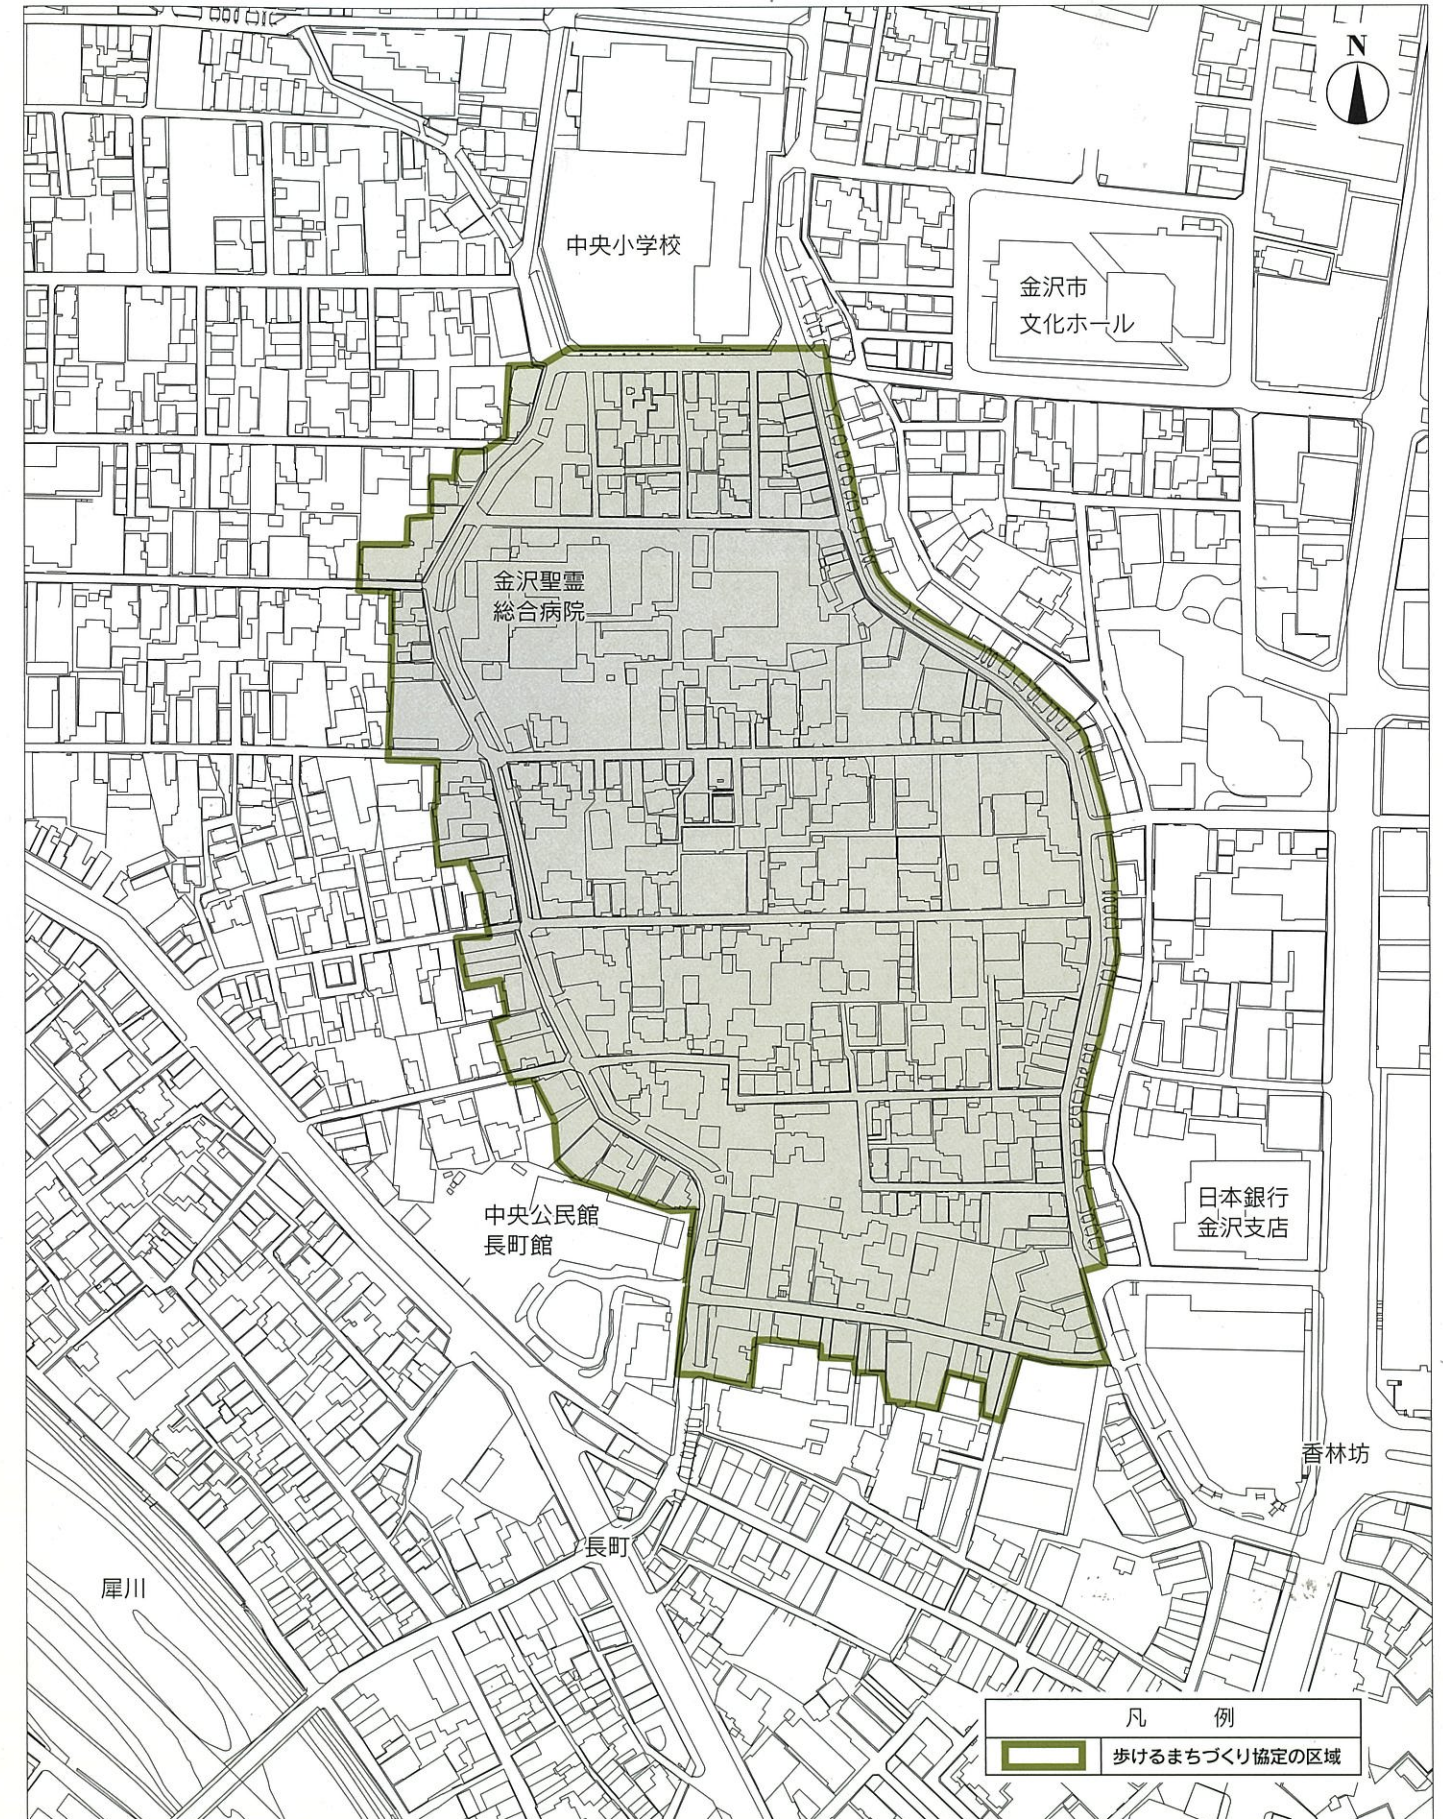 N
中央小学校
金沢市
文化ホール
金沢聖霊
総合病院
中央公民館
長町館
日本銀行
金沢支店
香林坊
長町
犀川
凡 例
歩けるまちづくり協定の区域